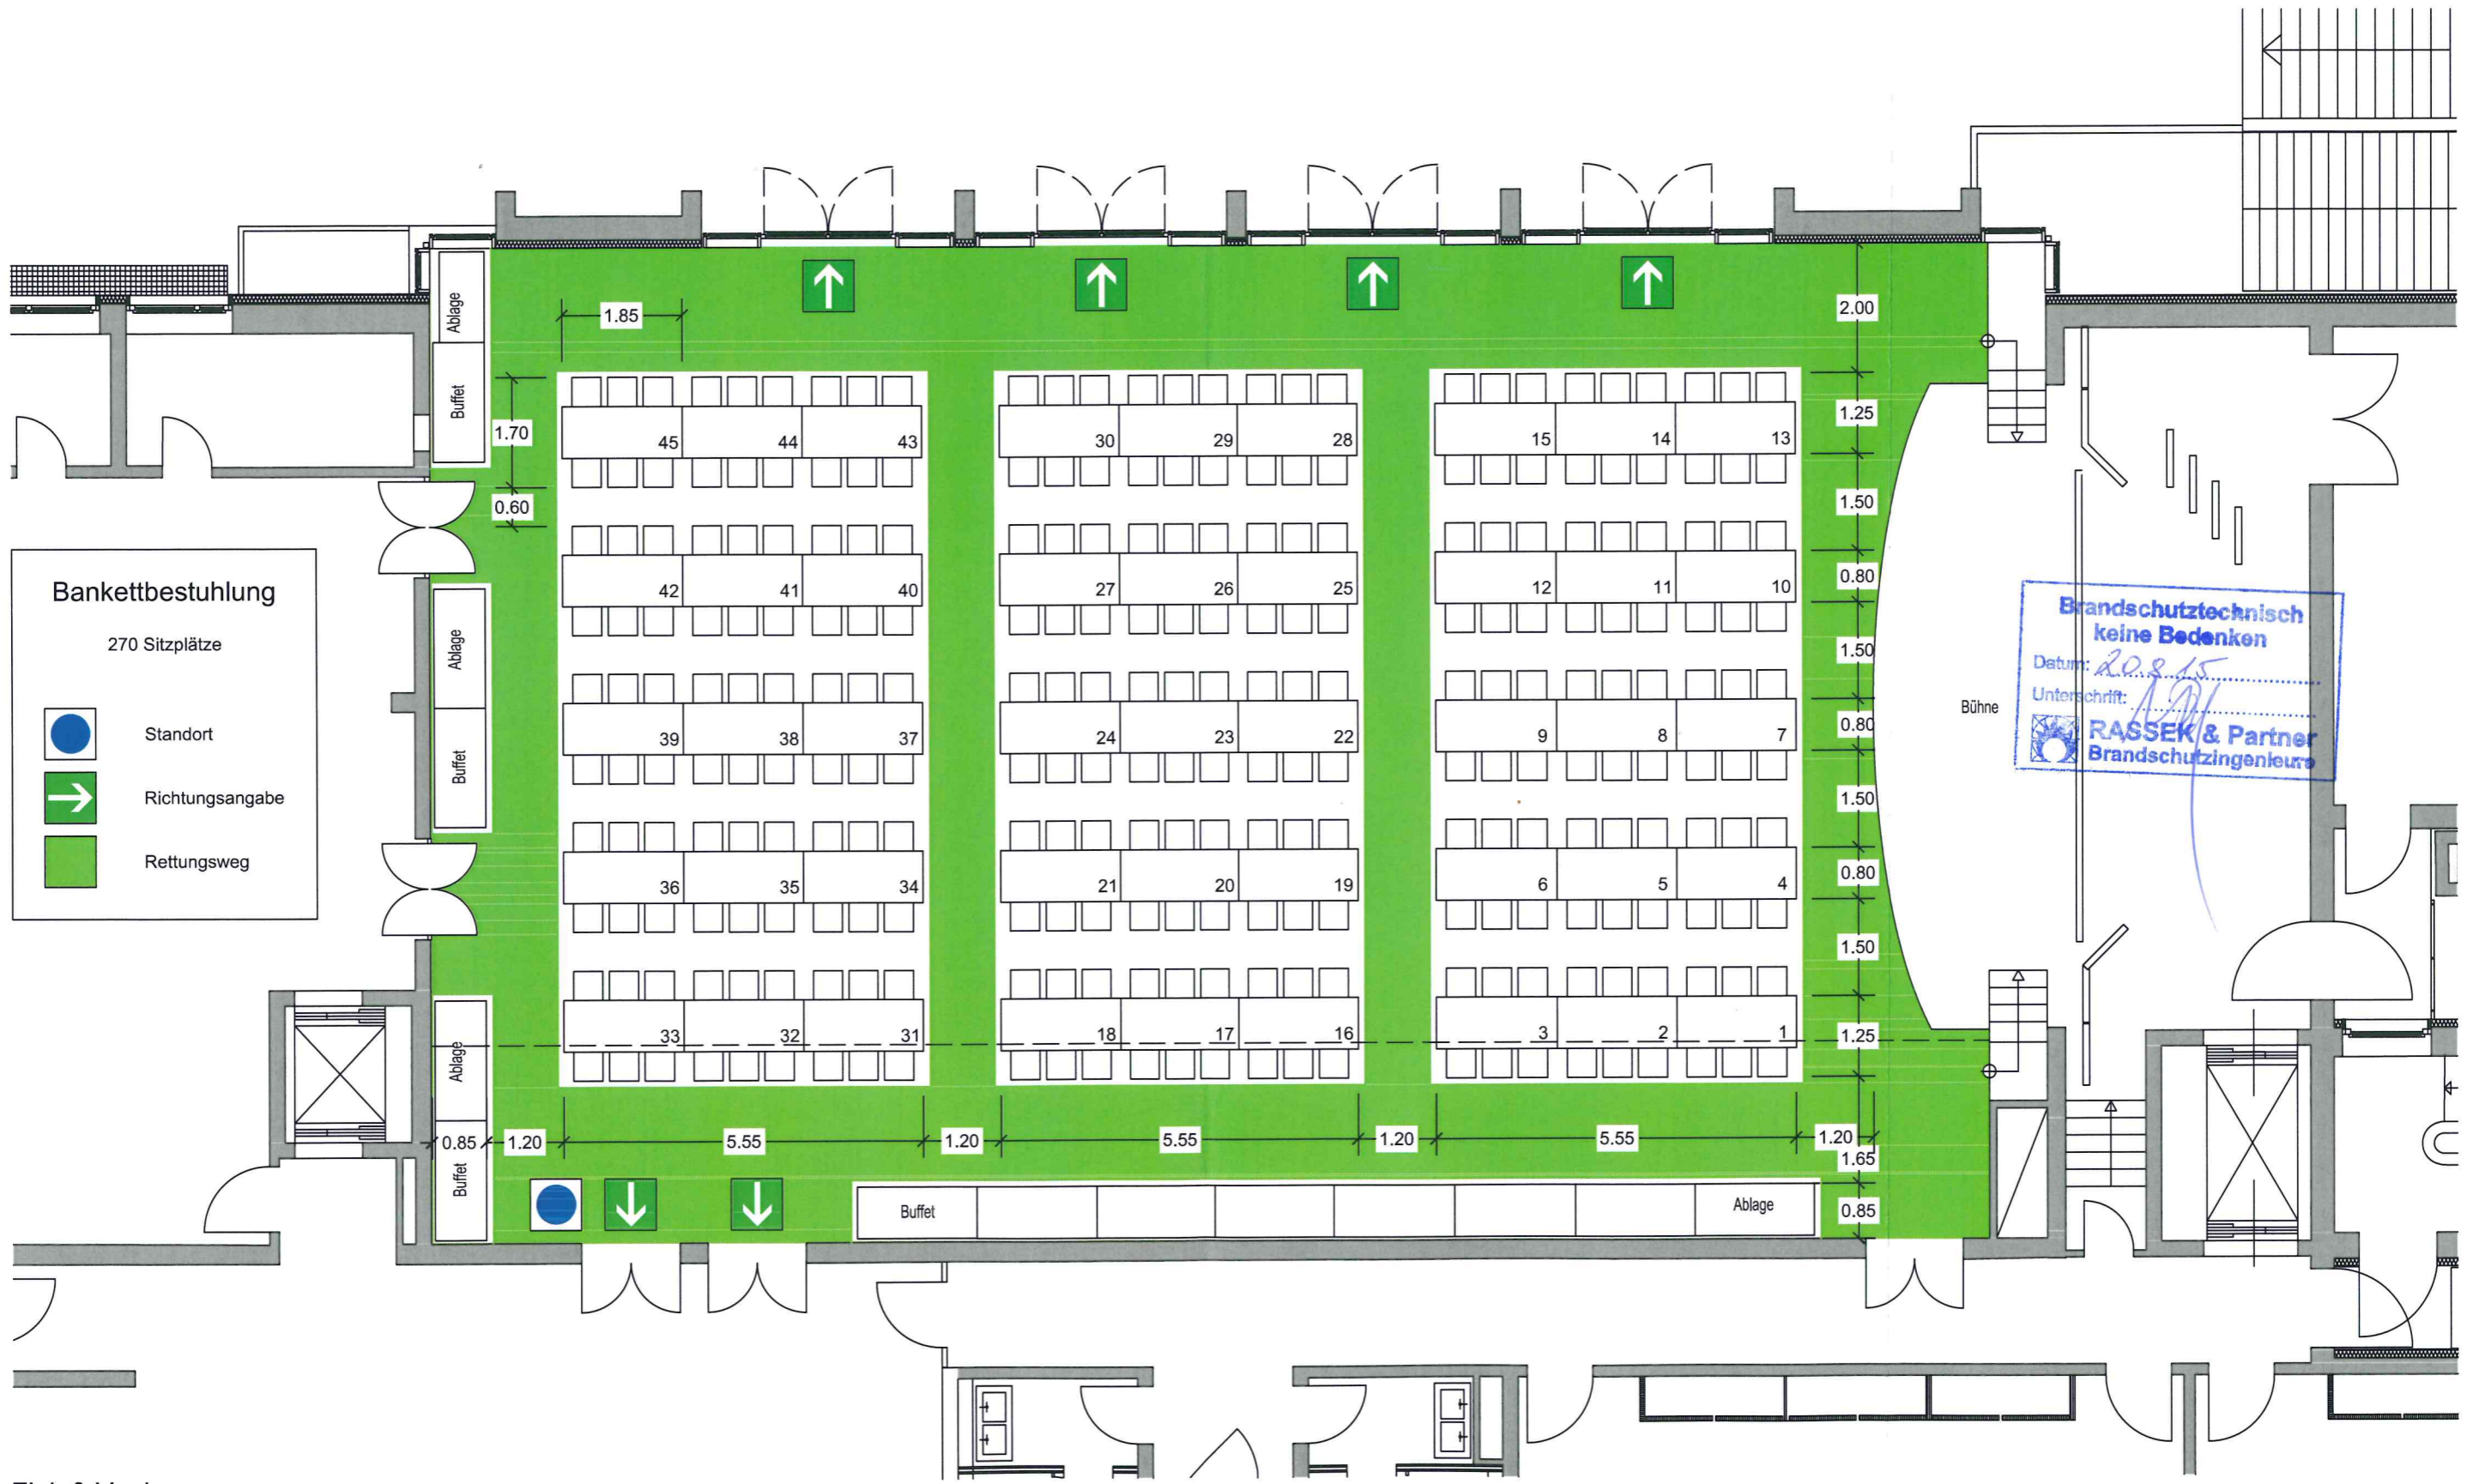 Ablage
Buffet
1.85
2.00
1.70
0.60
45 44 43
30 29 28
15 14 13
1.25
1.50
42 41 40
27 26 25
12 11 10
0.80
1.50
39 38 37
24 23 22
9 8 7
0.80
1.50
36 35 34
21 20 19
6 5 4
0.80
1.50
33 32 31
18 17 16
3 2 1
1.25
Bankettbestuhlung
270 Sitzplätze
Standort
Richtungsangabe
Rettungsweg
Ablage
Buffet
Ablage
Buffet
Bühne
Brandschutztechnisch
keine Bedenken
Datum: 20.8.15
Unterschrift:
RASSEK & Partner
Brandschutzingenieure
0.85 1.20 5.55 1.20 5.55 1.20 5.55 1.20
1.65
Buffet Ablage
0.85